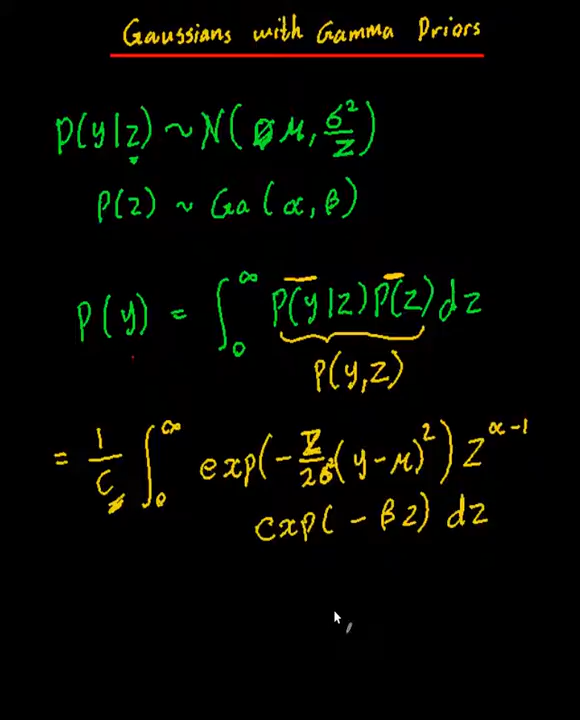 Gaussians with Gamma Priors
P(y|z) ~ N(μ, σ²/z)
P(z) ~ Ga(α, β)
P(y) = ∫₀^∞ P(y|z) P(z) dz
P(y,z)
= 1/C ∫₀^∞ exp(-z/2σ² (y-μ)²) z^(α-1)
exp(-βz) dz